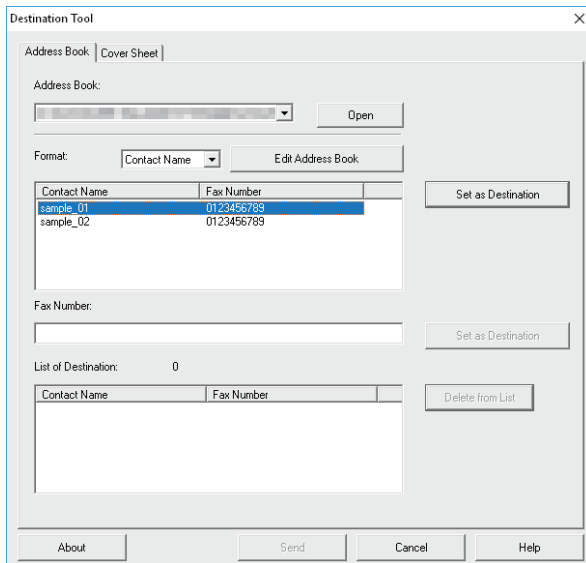 Destination Tool
Address Book
Cover Sheet
Address Book:
Open
Format:
Contact Name
Edit Address Book
Contact Name Fax Number
sample_01 0123456789
sample_02 0123456789
Set as Destination
Fax Number:
Set as Destination
List of Destination: 0
Contact Name Fax Number
Delete from List
About Send Cancel Help